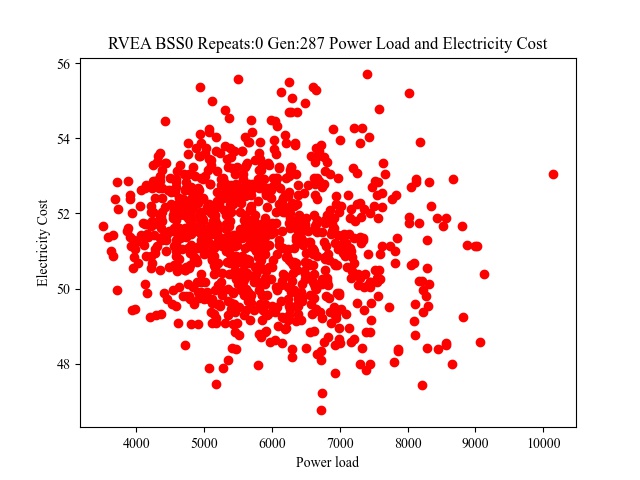 RVEA BSS0 Repeats:0 Gen:287 Power Load and Electricity Cost
56
54
52
50
48
Electricity Cost
4000 5000 6000 7000 8000 9000 10000
Power load